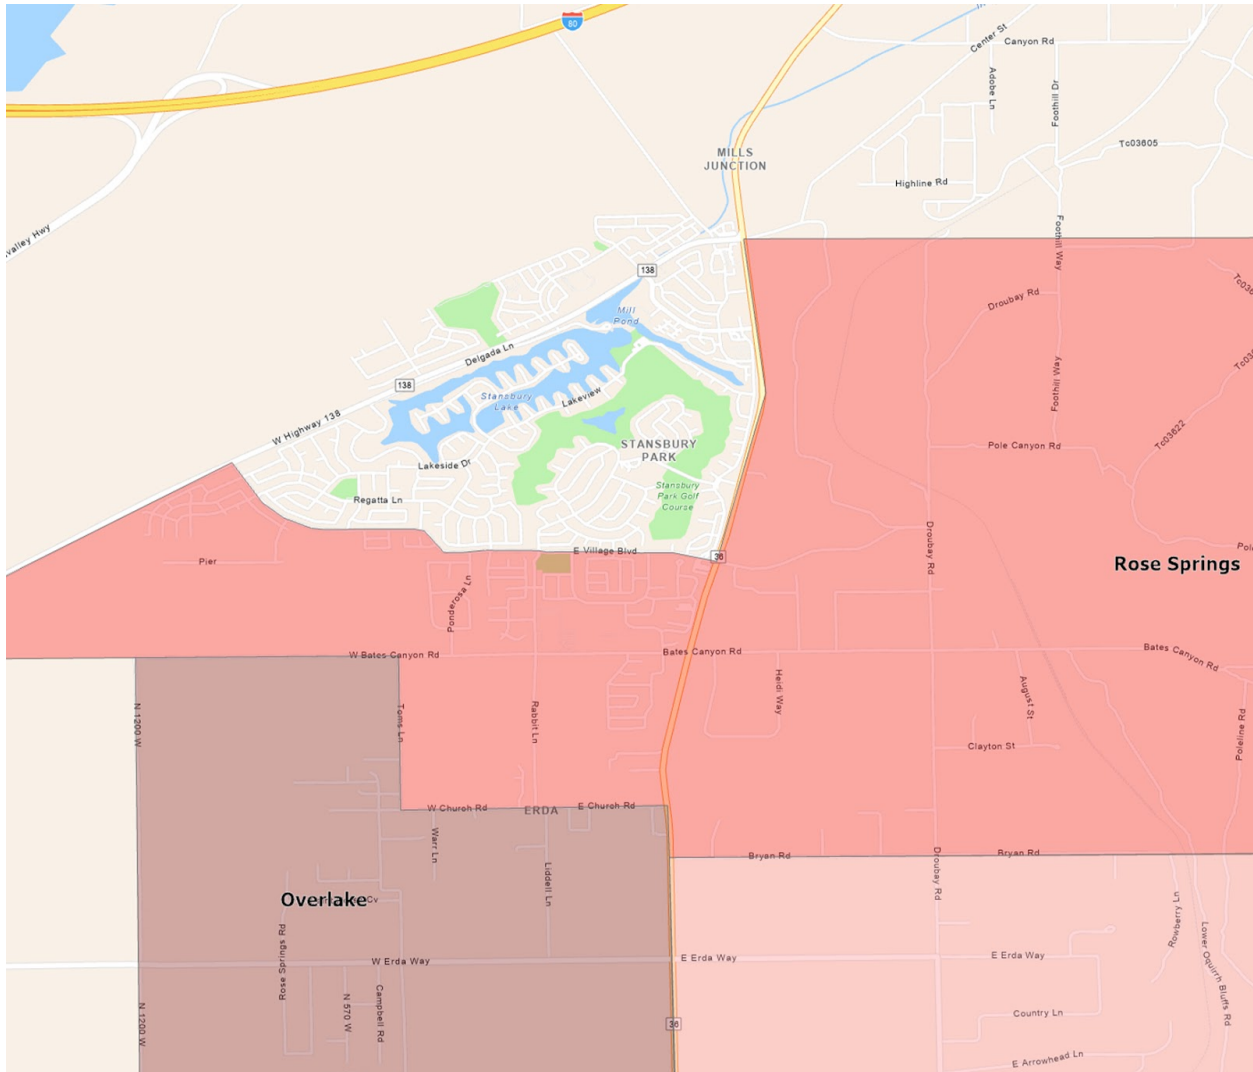 80
Center St
Canyon Rd
Adobe Ln
Foothill Dr
Tc03605
MILLS
JUNCTION
Highline Rd
valley Hwy
Foothill Way
138
Droubay Rd
Mill
Pond
Delgada Ln
138
Stansbury
Lake
Lakeview
Foothill Way
W Highway 138
STANSBURY
PARK
Pole Canyon Rd
Tc03622
Lakeside Dr
Regatta Ln
Stansbury
Park Golf
Course
Droubay Rd
E Village Blvd
36
Pier
Rose Springs
Ponderosa Ln
W Bates Canyon Rd
Bates Canyon Rd
Bates Canyon Rd
N 1200 W
Toms Ln
Rabbit Ln
Heidi Way
August St
Poleline Rd
Clayton St
W Church Rd
ERDA
E Church Rd
Warr Ln
Bryan Rd
Bryan Rd
Droubay Rd
Liddell Ln
Overlake
Cv
Rowberry Ln
Rose Springs Rd
W Erda Way
E Erda Way
E Erda Way
Lower Oquirrh Bluffs Rd
N 1200 W
N 570 W
Campbell Rd
36
Country Ln
E Arrowhead Ln